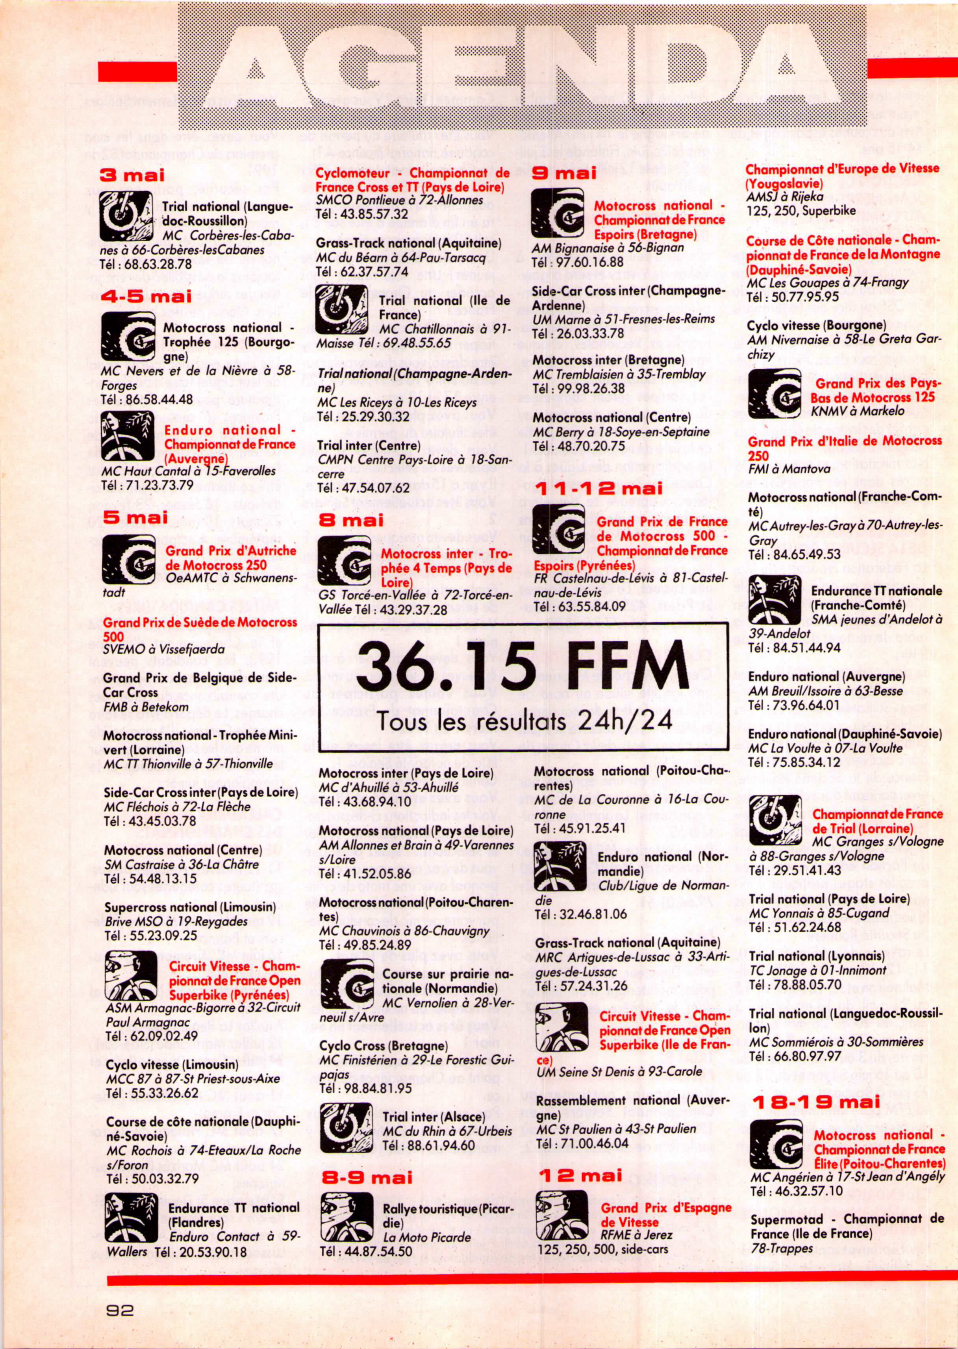 AGENDA
3 mai
Trial national (Langue-
doc-Roussillon)
MC Corbères-les-Caba-
nes à 66-Corbères-lesCabanes
Tél : 68.63.28.78
4-5 mai
Motocross national -
Trophée 125 (Bourgo-
gne)
MC Nevers et de la Nièvre à 58-
Forges
Tél : 86.58.44.48
Enduro national -
Championnat de France
(Auvergne)
MC Haut Cantal à 15-Faverolles
Tél : 71.23.73.79
5 mai
Grand Prix d'Autriche
de Motocross 250
OeAMTC à Schwanens-
tadt
Grand Prix de Suède de Motocross
500
SVEMO à Vissefjaerda
Grand Prix de Belgique de Side-
Car Cross
FMB à Betekom
Motocross national - Trophée Mini-
vert (Lorraine)
MC TT Thionville à 57-Thionville
Side-Car Cross inter (Pays de Loire)
MC Fléchois à 72-La Flèche
Tél : 43.45.03.78
Motocross national (Centre)
SM Castraise à 36-La Châtre
Tél : 54.48.13.15
Supercross national (Limousin)
Brive MSO à 19-Reygades
Tél : 55.23.09.25
Circuit Vitesse - Cham-
pionnat de France Open
Superbike (Pyrénées)
ASM Armagnac-Bigorre à 32-Circuit
Paul Armagnac
Tél : 62.09.02.49
Cyclo vitesse (Limousin)
MCC 87 à 87-St Priest-sous-Aixe
Tél : 55.33.26.62
Course de côte nationale (Dauphi-
né-Savoie)
MC Rochois à 74-Eteaux/La Roche
s/Foron
Tél : 50.03.32.79
Endurance TT national
(Flandres)
Enduro Contact à 59-
Wallers Tél : 20.53.90.18
Cyclomoteur - Championnat de
France Cross et TT (Pays de Loire)
SMCO Pontlieue à 72-Allonnes
Tél : 43.85.57.32
Grass-Track national (Aquitaine)
MC du Béarn à 64-Pau-Tarsacq
Tél : 62.37.57.74
Trial national (Ile de
France)
MC Chatillonnais à 91-
Maisse Tél : 69.48.55.65
Trial national (Champagne-Arden-
ne)
MC Les Riceys à 10-Les Riceys
Tél : 25.29.30.32
Trial inter (Centre)
CMPN Centre Pays-Loire à 18-San-
cerre
Tél : 47.54.07.62
8 mai
Motocross inter - Tro-
phée 4 Temps (Pays de
Loire)
GS Torcé-en-Vallée à 72-Torcé-en-
Vallée Tél : 43.29.37.28
36.15 FFM
Tous les résultats 24h/24
Motocross inter (Pays de Loire)
MC d'Ahuillé à 53-Ahuillé
Tél : 43.68.94.10
Motocross national (Pays de Loire)
AM Allonnes et Brain à 49-Varennes
s/Loire
Tél : 41.52.05.86
Motocross national (Poitou-Charen-
tes)
MC Chauvinois à 86-Chauvigny
Tél : 49.85.24.89
Course sur prairie na-
tionale (Normandie)
MC Vernolien à 28-Ver-
neuil s/Avre
Cyclo Cross (Bretagne)
MC Finistérien à 29-Le Forestic Gui-
pajas
Tél : 98.84.81.95
Trial inter (Alsace)
MC du Rhin à 67-Urbeis
Tél : 88.61.94.60
8-9 mai
Rallye touristique (Picar-
die)
La Moto Picarde
Tél : 44.87.54.50
9 mai
Motocross national -
Championnat de France
Espoirs (Bretagne)
AM Bignanaise à 56-Bignan
Tél : 97.60.16.88
Side-Car Cross inter (Champagne-
Ardenne)
UM Marne à 51-Fresnes-les-Reims
Tél : 26.03.33.78
Motocross inter (Bretagne)
MC Tremblaisien à 35-Tremblay
Tél : 99.98.26.38
Motocross national (Centre)
MC Berry à 18-Soye-en-Septaine
Tél : 48.70.20.75
11-12 mai
Grand Prix de France
de Motocross 500 -
Championnat de France
Espoirs (Pyrénées)
FR Castelnau-de-Lévis à 81-Castel-
nau-de-Lévis
Tél : 63.55.84.09
Motocross national (Poitou-Cha-
rentes)
MC de La Couronne à 16-La Cou-
ronne
Tél : 45.91.25.41
Enduro national (Nor-
mandie)
Club/Ligue de Norman-
die
Tél : 32.46.81.06
Grass-Track national (Aquitaine)
MRC Artigues-de-Lussac à 33-Arti-
gues-de-Lussac
Tél : 57.24.31.26
Circuit Vitesse - Cham-
pionnat de France Open
Superbike (Ile de Fran-
ce)
UM Seine St Denis à 93-Carole
Rassemblement national (Auver-
gne)
MC St Paulien à 43-St Paulien
Tél : 71.00.46.04
12 mai
Grand Prix d'Espagne
de Vitesse
RFME à Jerez
125, 250, 500, side-cars
Championnat d'Europe de Vitesse
(Yougoslavie)
AMSJ à Rijeka
125, 250, Superbike
Course de Côte nationale - Cham-
pionnat de France de la Montagne
(Dauphiné-Savoie)
MC Les Gouapes à 74-Frangy
Tél : 50.77.95.95
Cyclo vitesse (Bourgone)
AM Nivernaise à 58-Le Greta Gar-
chizy
Grand Prix des Pays-
Bas de Motocross 125
KNMV à Markelo
Grand Prix d'Italie de Motocross
250
FMI à Mantova
Motocross national (Franche-Com-
té)
MC Autrey-les-Gray à 70-Autrey-les-
Gray
Tél : 84.65.49.53
Endurance TT nationale
(Franche-Comté)
SMA jeunes d'Andelot à
39-Andelot
Tél : 84.51.44.94
Enduro national (Auvergne)
AM Breuil/Issoire à 63-Besse
Tél : 73.96.64.01
Enduro national (Dauphiné-Savoie)
MC La Voulte à 07-La Voulte
Tél : 75.85.34.12
Championnat de France
de Trial (Lorraine)
MC Granges s/Vologne
à 88-Granges s/Vologne
Tél : 29.51.41.43
Trial national (Pays de Loire)
MC Yonnais à 85-Cugand
Tél : 51.62.24.68
Trial national (Lyonnais)
TC Jonage à 01-Innimont
Tél : 78.88.05.70
Trial national (Languedoc-Roussil-
lon)
MC Sommiérois à 30-Sommières
Tél : 66.80.97.97
18-19 mai
Motocross national -
Championnat de France
Élite (Poitou-Charentes)
MC Angérien à 17-St Jean d'Angély
Tél : 46.32.57.10
Supermotad - Championnat de
France (Ile de France)
78-Trappes
92